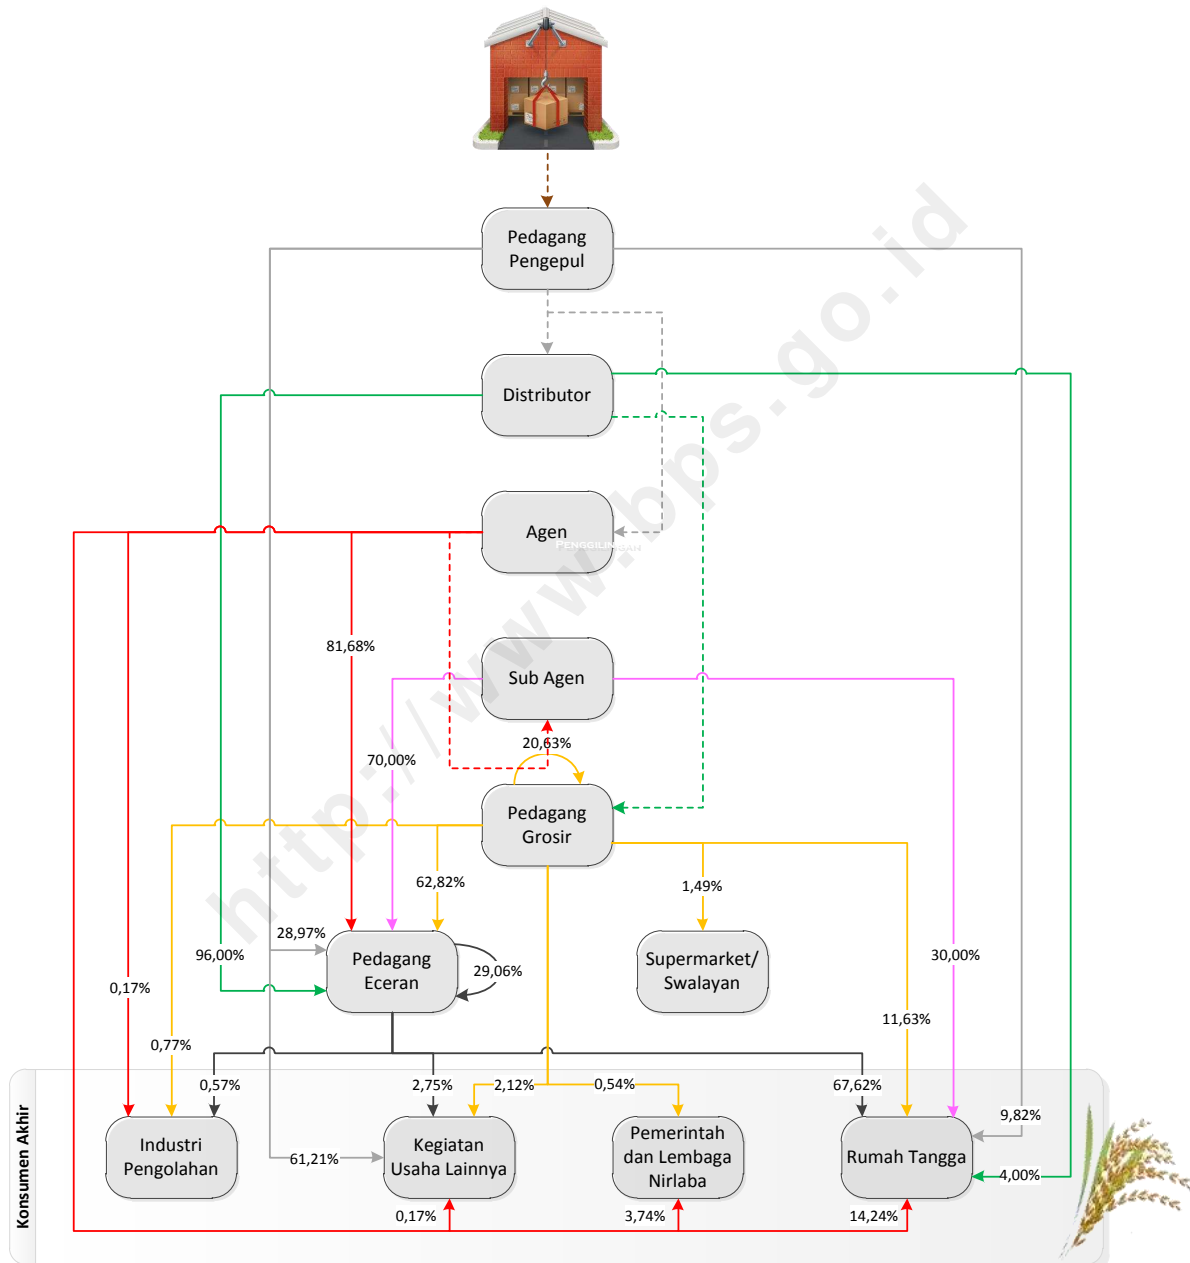 Pedagang
Pengepul
Distributor
Agen
PENGGILINGAN
81,68%
Sub Agen
20,63%
70,00%
Pedagang
Grosir
62,82%
1,49%
28,97%
96,00%
Pedagang
Eceran
29,06%
Supermarket/
Swalayan
30,00%
0,17%
11,63%
0,77%
0,57%
2,75%
2,12%
0,54%
67,62%
9,82%
Konsumen Akhir
Industri
Pengolahan
61,21%
Kegiatan
Usaha Lainnya
Pemerintah
dan Lembaga
Nirlaba
Rumah Tangga
4,00%
0,17%
3,74%
14,24%
http://www.bps.go.id